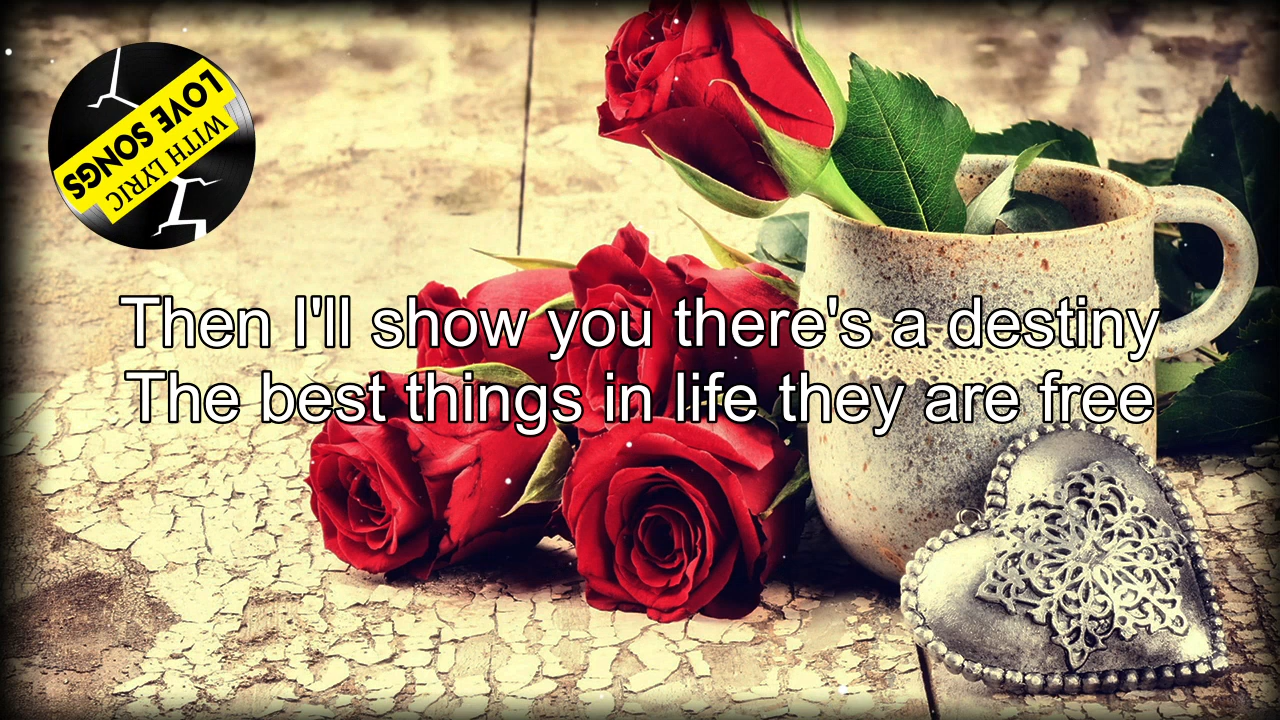 LOVE SONGS
WITH LYRIC
Then I'll show you there's a destiny
The best things in life they are free